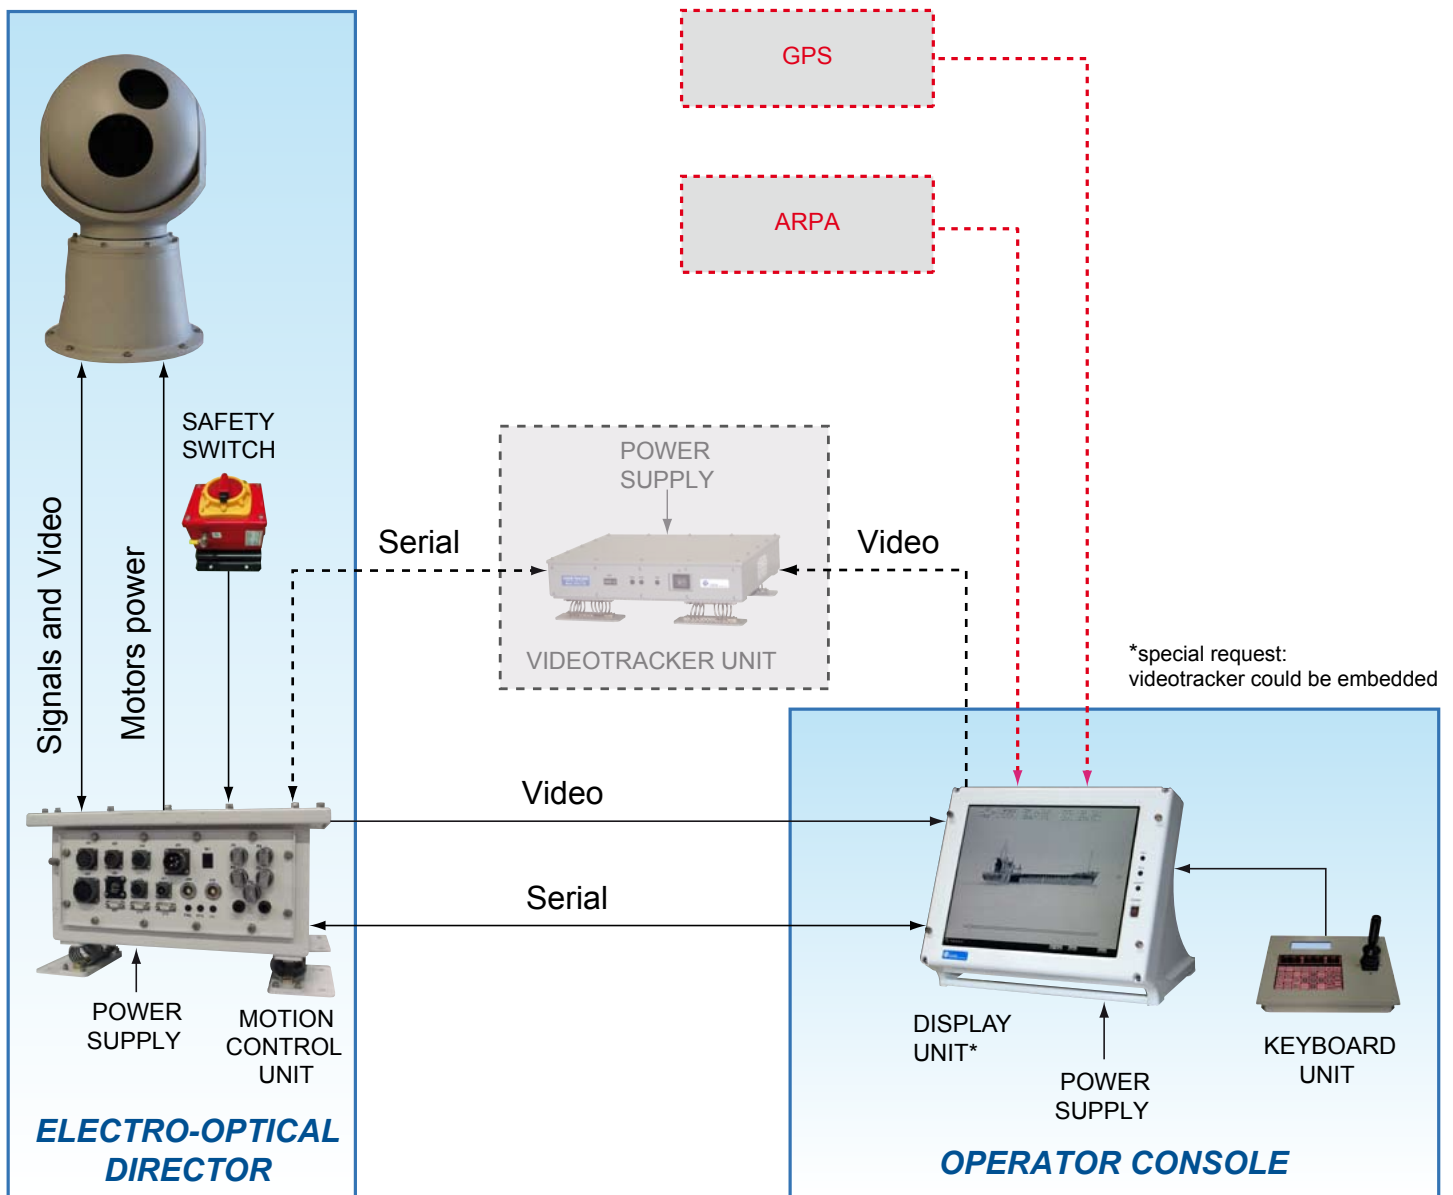 GPS
ARPA
SAFETY
SWITCH
Signals and Video
Motors power
POWER
SUPPLY
Serial
Video
VIDEOTRACKER UNIT
*special request:
videotracker could be embedded
Video
Serial
POWER
SUPPLY
MOTION
CONTROL
UNIT
DISPLAY
UNIT*
POWER
SUPPLY
KEYBOARD
UNIT
ELECTRO-OPTICAL
DIRECTOR
OPERATOR CONSOLE